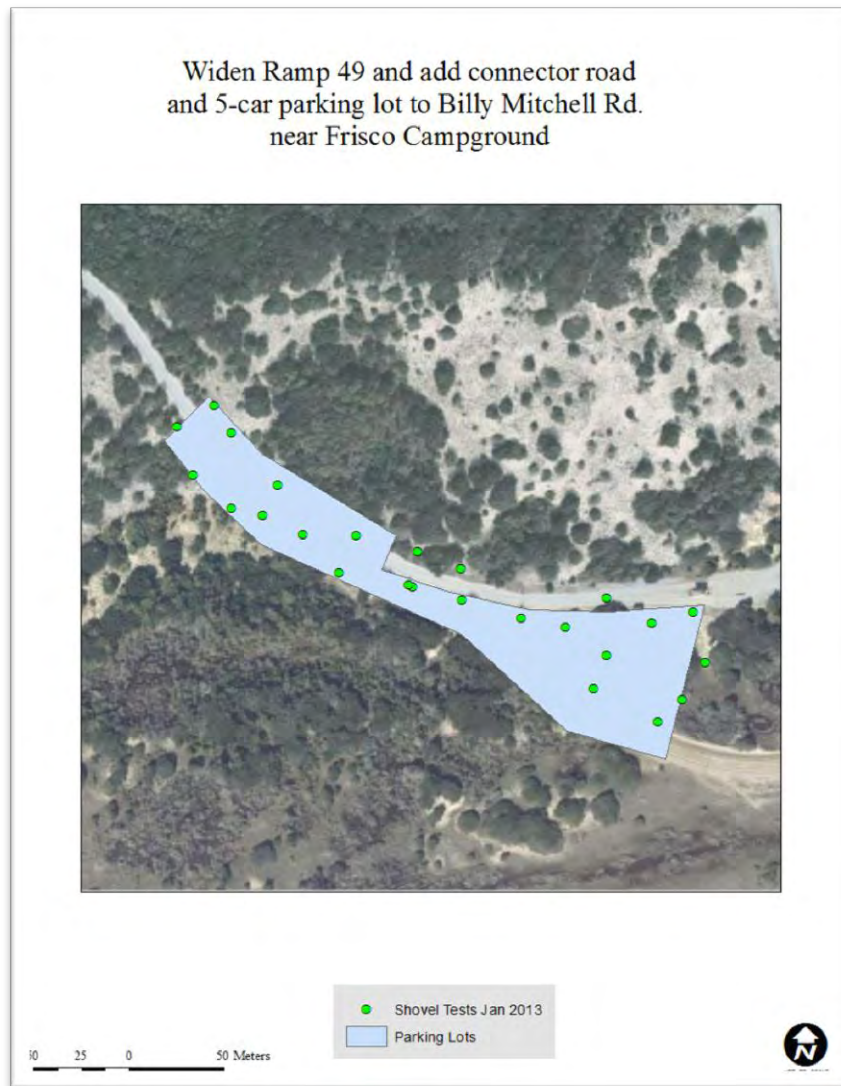 Widen Ramp 49 and add connector road
and 5-car parking lot to Billy Mitchell Rd.
near Frisco Campground
Shovel Tests Jan 2013
Parking Lots
25 0 50 Meters
N